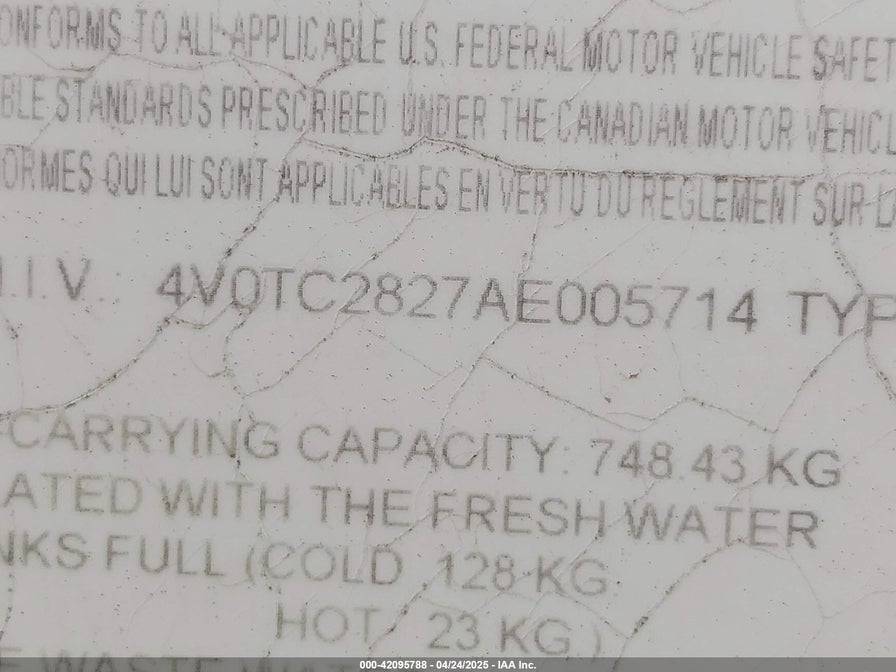 ONFORMS TO ALL APPLICABLE U.S. FEDERAL MOTOR VEHICLE SAFET
BLE STANDARDS PRESCRIBED UNDER THE CANADIAN MOTOR VEHICL
ORMES QUI LUI SONT APPLICABLES EN VERTU DU REGLEMENT SUR L
.I.V.: 4V0TC2827AE005714 TYP
-CARRYING CAPACITY: 748.43 KG
ATED WITH THE FRESH WATER
NKS FULL (COLD 128 KG
HOT 23 KG )
E WASTE WAT
000-42095788 - 04/24/2025 - IAA Inc.